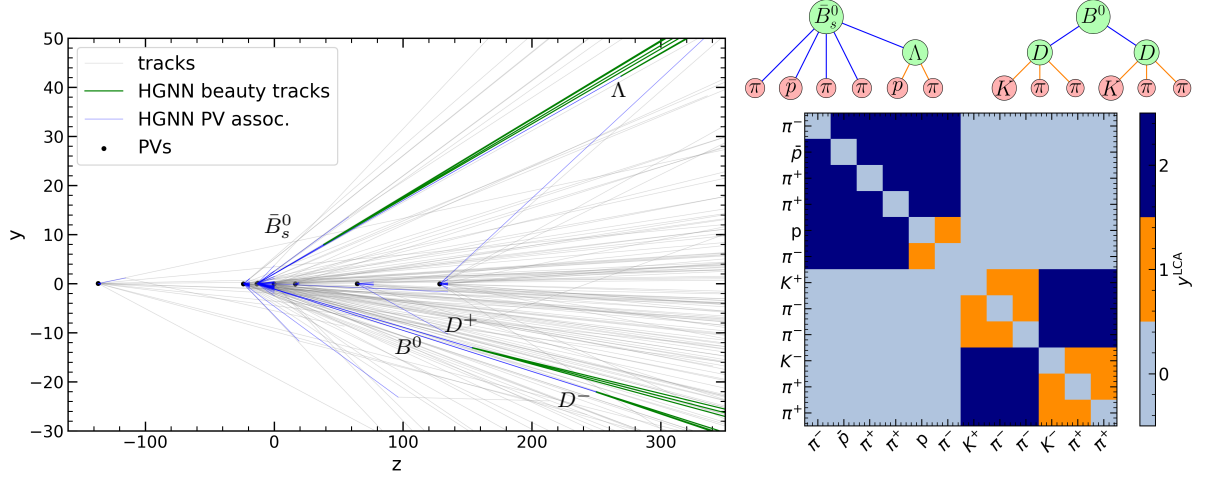 50
40
30
20
10
0
−10
−20
−30
y
−100
0
100
200
300
z
tracks
HGNN beauty tracks
HGNN PV assoc.
PVs
Λ
B̄⁰ₛ
D⁺
B⁰
D⁻
B̄⁰ₛ B⁰
Λ D D
π p̄ π π p π K π π K π π
π⁻
p̄
π⁺
π⁺
p
π⁻
K⁺
π⁻
π⁻
K⁻
π⁺
π⁺
π⁻ p̄ π⁺ π⁺ p π⁻ K⁺ π⁻ π⁻ K⁻ π⁺ π⁺
2
1
0
y^LCA